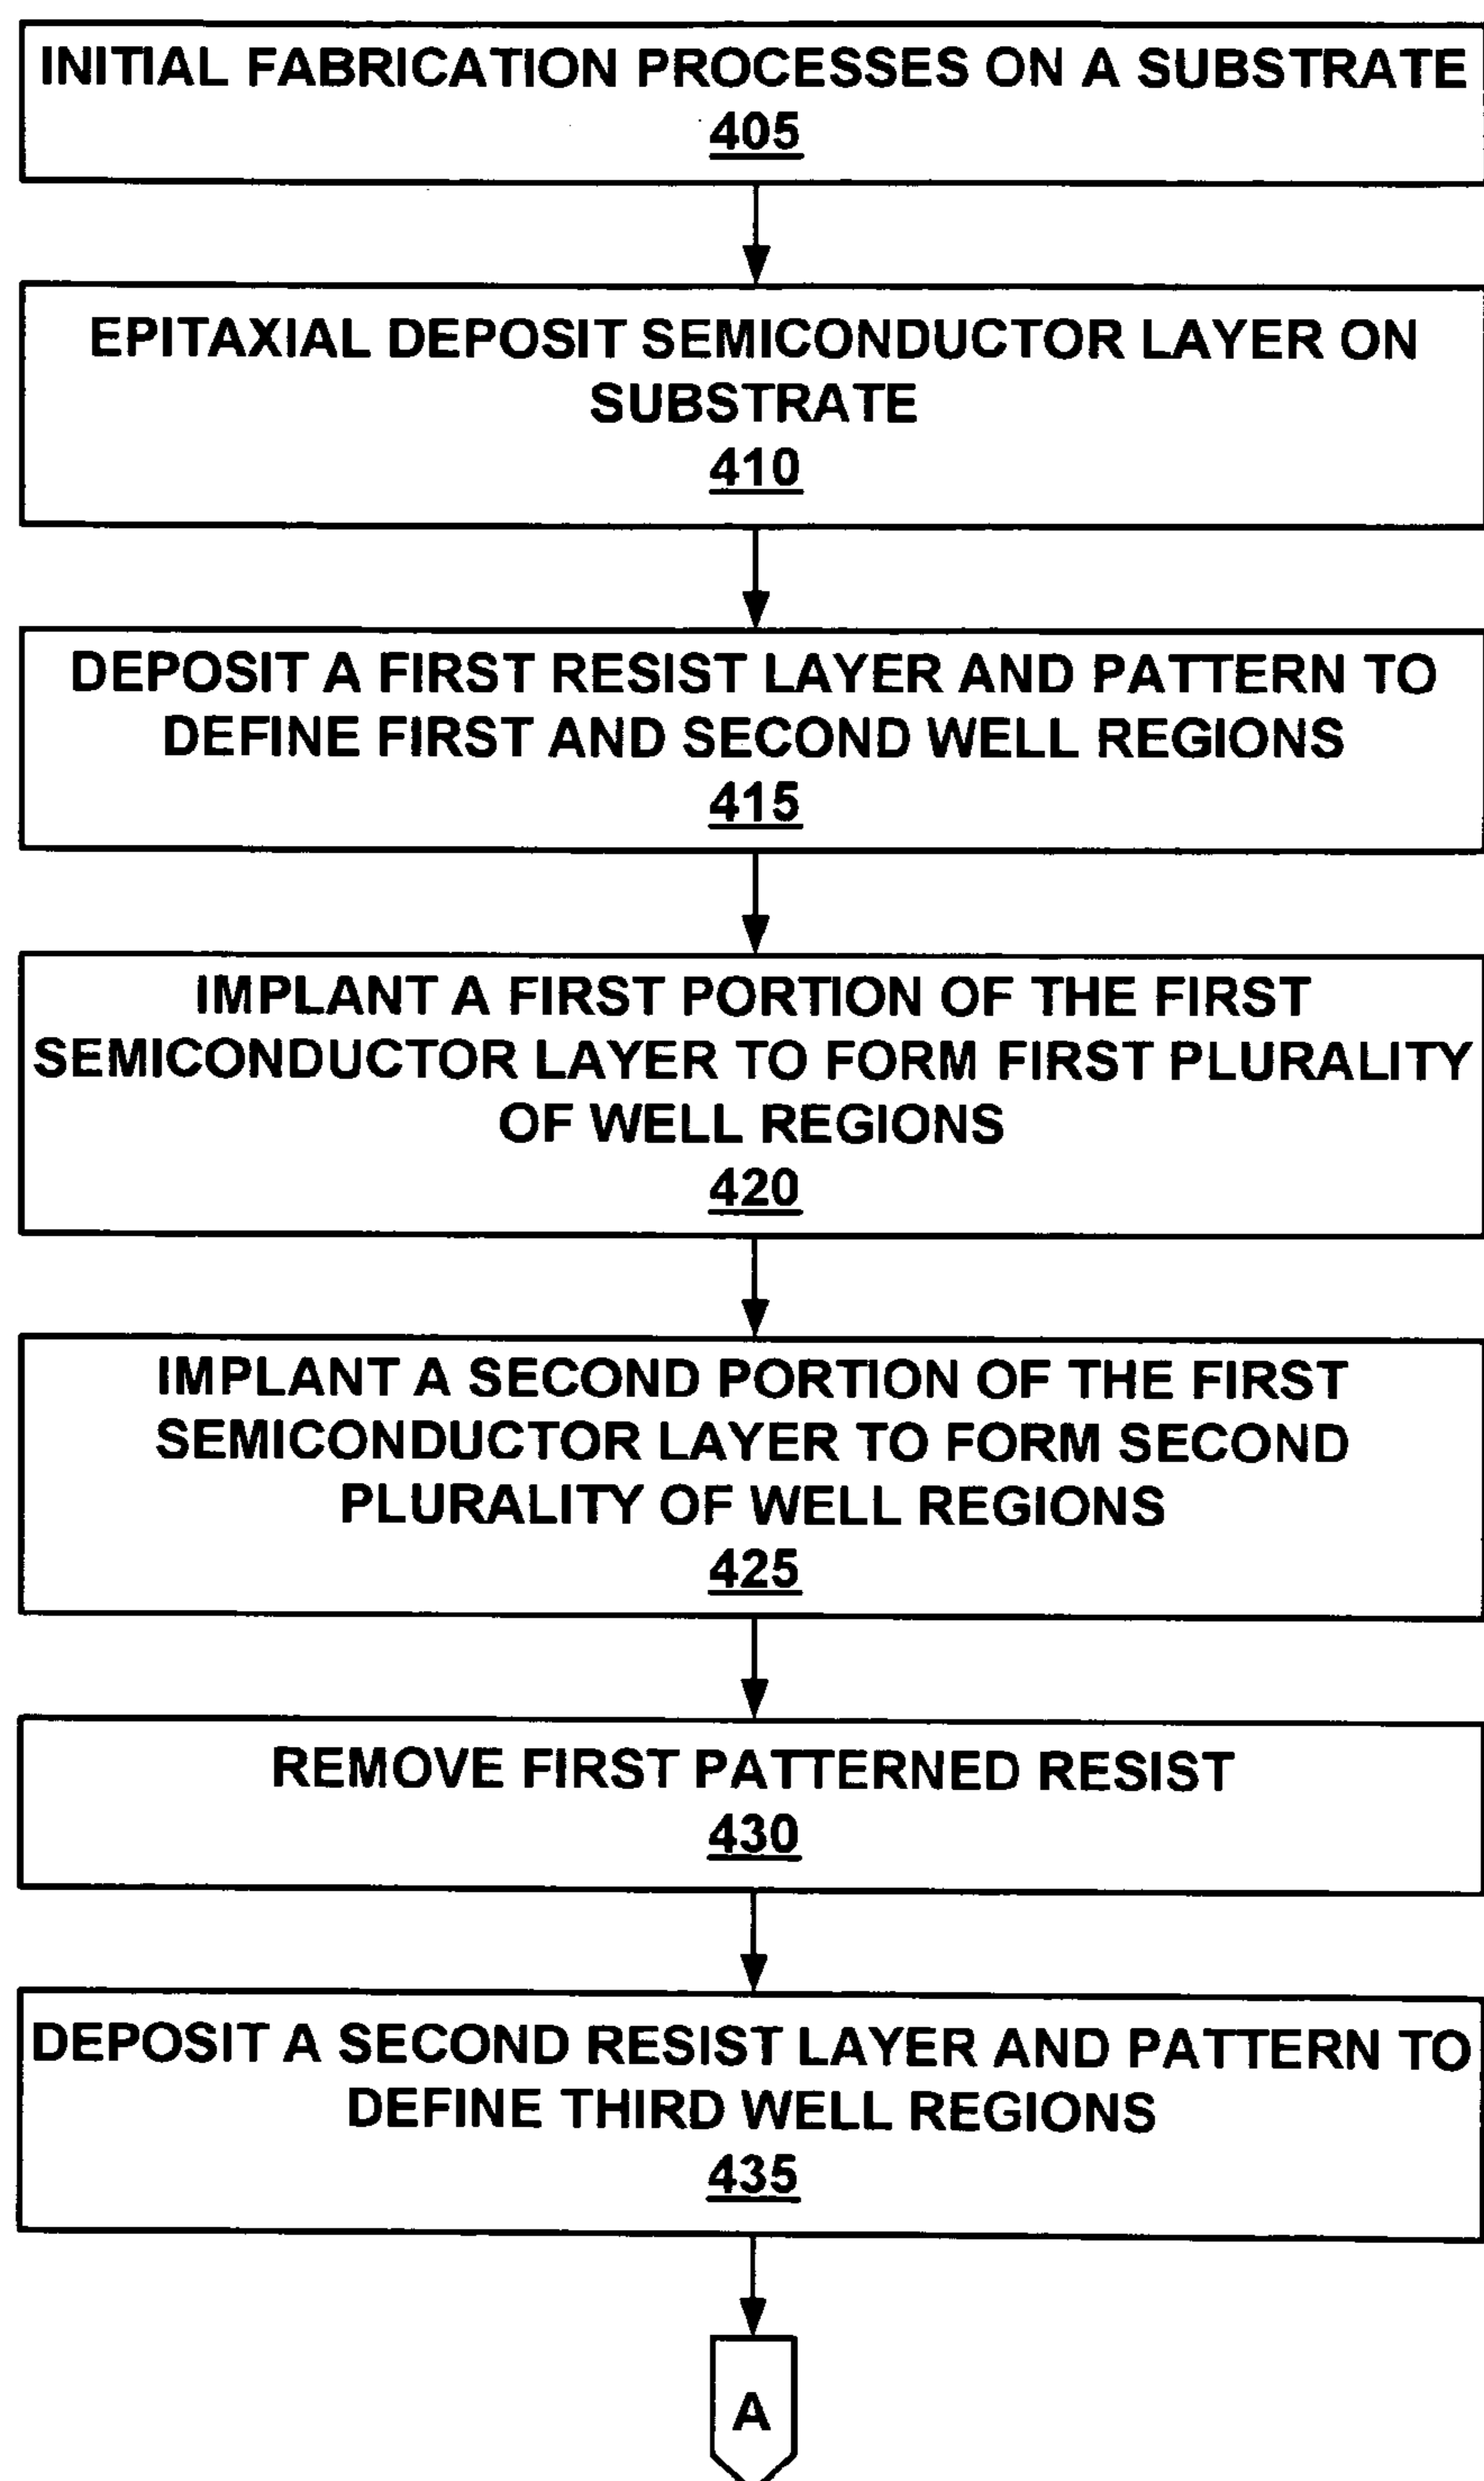 INITIAL FABRICATION PROCESSES ON A SUBSTRATE
405
EPITAXIAL DEPOSIT SEMICONDUCTOR LAYER ON
SUBSTRATE
410
DEPOSIT A FIRST RESIST LAYER AND PATTERN TO
DEFINE FIRST AND SECOND WELL REGIONS
415
IMPLANT A FIRST PORTION OF THE FIRST
SEMICONDUCTOR LAYER TO FORM FIRST PLURALITY
OF WELL REGIONS
420
IMPLANT A SECOND PORTION OF THE FIRST
SEMICONDUCTOR LAYER TO FORM SECOND
PLURALITY OF WELL REGIONS
425
REMOVE FIRST PATTERNED RESIST
430
DEPOSIT A SECOND RESIST LAYER AND PATTERN TO
DEFINE THIRD WELL REGIONS
435
A